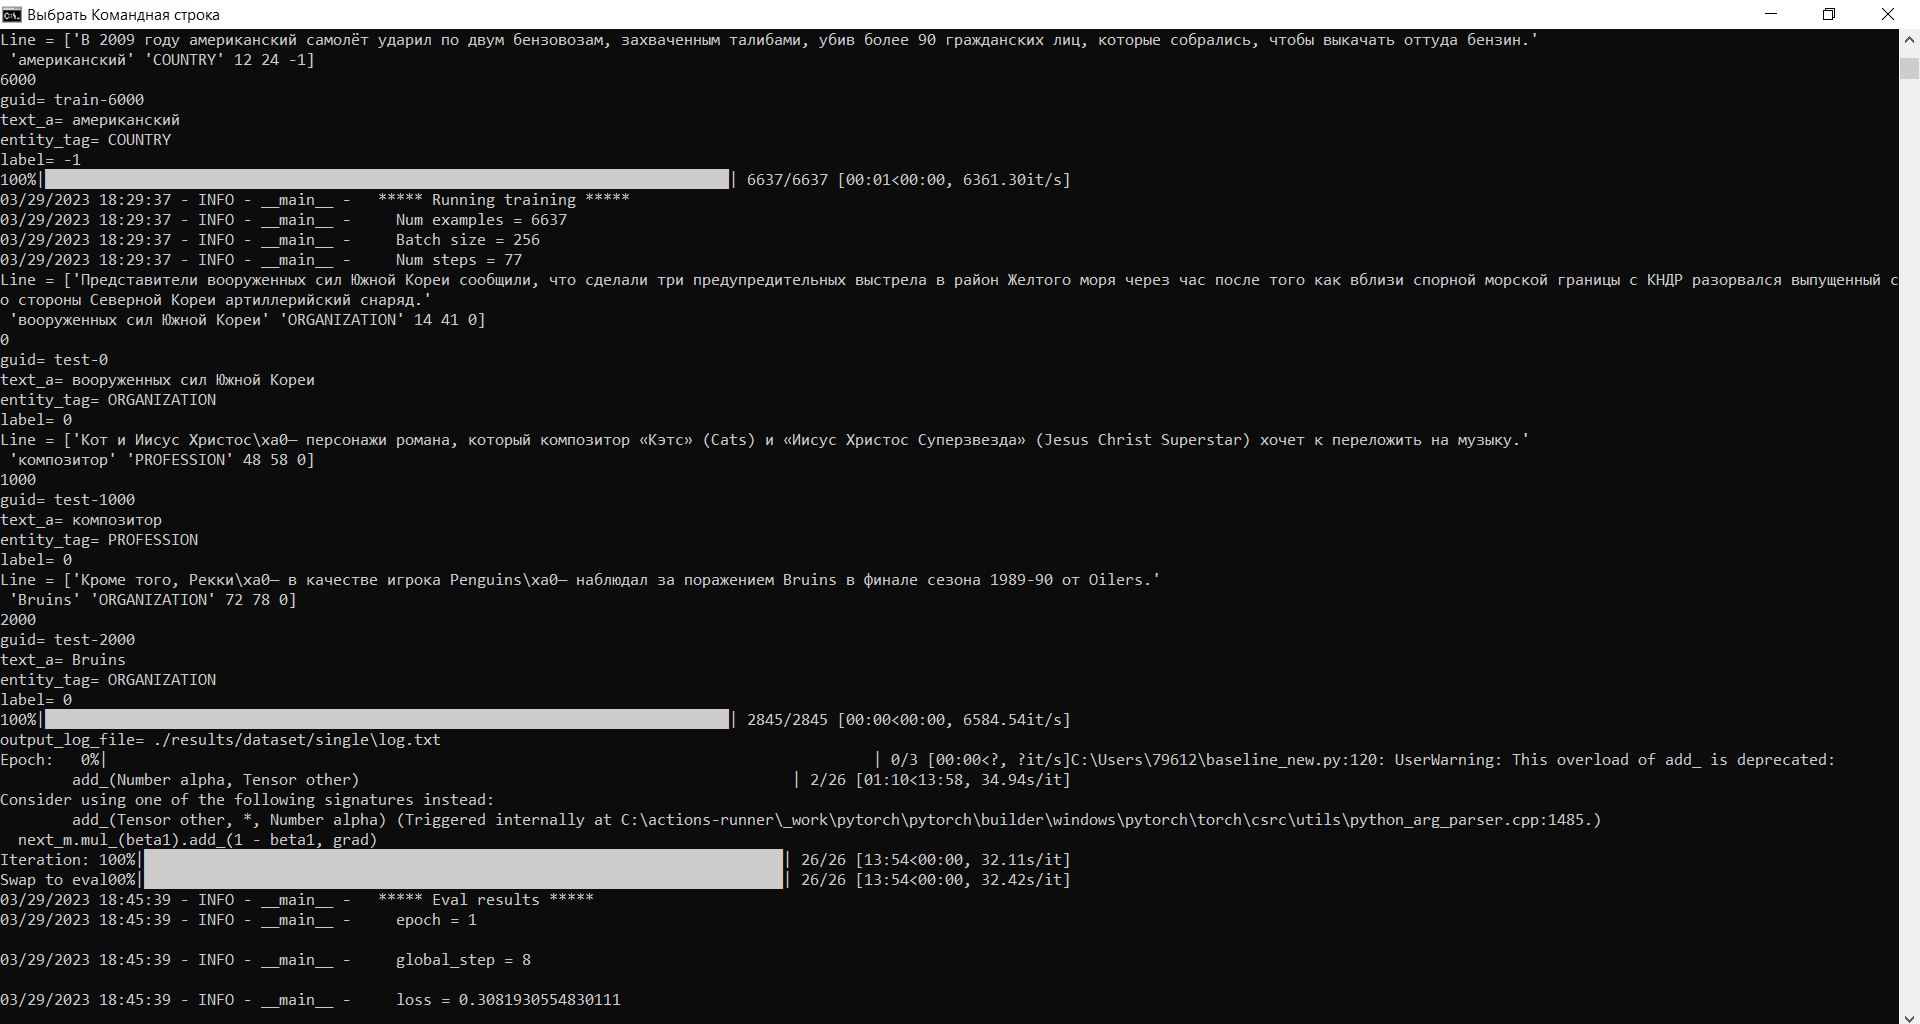 Выбрать Командная строка
Line = ['В 2009 году американский самолёт ударил по двум бензовозам, захваченным талибами, убив более 90 гражданских лиц, которые собрались, чтобы выкачать оттуда бензин.'
 'американский' 'COUNTRY' 12 24 -1]
6000
guid= train-6000
text_a= американский
entity_tag= COUNTRY
label= -1
100%| | 6637/6637 [00:01<00:00, 6361.30it/s]
03/29/2023 18:29:37 - INFO - __main__ -   ***** Running training *****
03/29/2023 18:29:37 - INFO - __main__ -     Num examples = 6637
03/29/2023 18:29:37 - INFO - __main__ -     Batch size = 256
03/29/2023 18:29:37 - INFO - __main__ -     Num steps = 77
Line = ['Представители вооруженных сил Южной Кореи сообщили, что сделали три предупредительных выстрела в район Желтого моря через час после того как вблизи спорной морской границы с КНДР разорвался выпущенный с
о стороны Северной Кореи артиллерийский снаряд.'
 'вооруженных сил Южной Кореи' 'ORGANIZATION' 14 41 0]
0
guid= test-0
text_a= вооруженных сил Южной Кореи
entity_tag= ORGANIZATION
label= 0
Line = ['Кот и Иисус Христос\xa0— персонажи романа, который композитор «Кэтс» (Cats) и «Иисус Христос Суперзвезда» (Jesus Christ Superstar) хочет к переложить на музыку.'
 'композитор' 'PROFESSION' 48 58 0]
1000
guid= test-1000
text_a= композитор
entity_tag= PROFESSION
label= 0
Line = ['Кроме того, Рекки\xa0— в качестве игрока Penguins\xa0— наблюдал за поражением Bruins в финале сезона 1989-90 от Oilers.'
 'Bruins' 'ORGANIZATION' 72 78 0]
2000
guid= test-2000
text_a= Bruins
entity_tag= ORGANIZATION
label= 0
100%| | 2845/2845 [00:00<00:00, 6584.54it/s]
output_log_file= ./results/dataset/single\log.txt
Epoch:   0%| | 0/3 [00:00<?, ?it/s]C:\Users\79612\baseline_new.py:120: UserWarning: This overload of add_ is deprecated:
        add_(Number alpha, Tensor other) | 2/26 [01:10<13:58, 34.94s/it]
Consider using one of the following signatures instead:
        add_(Tensor other, *, Number alpha) (Triggered internally at C:\actions-runner\_work\pytorch\pytorch\builder\windows\pytorch\torch\csrc\utils\python_arg_parser.cpp:1485.)
  next_m.mul_(beta1).add_(1 - beta1, grad)
Iteration: 100%| | 26/26 [13:54<00:00, 32.11s/it]
Swap to eval00%| | 26/26 [13:54<00:00, 32.42s/it]
03/29/2023 18:45:39 - INFO - __main__ -   ***** Eval results *****
03/29/2023 18:45:39 - INFO - __main__ -     epoch = 1
03/29/2023 18:45:39 - INFO - __main__ -     global_step = 8
03/29/2023 18:45:39 - INFO - __main__ -     loss = 0.3081930554830111